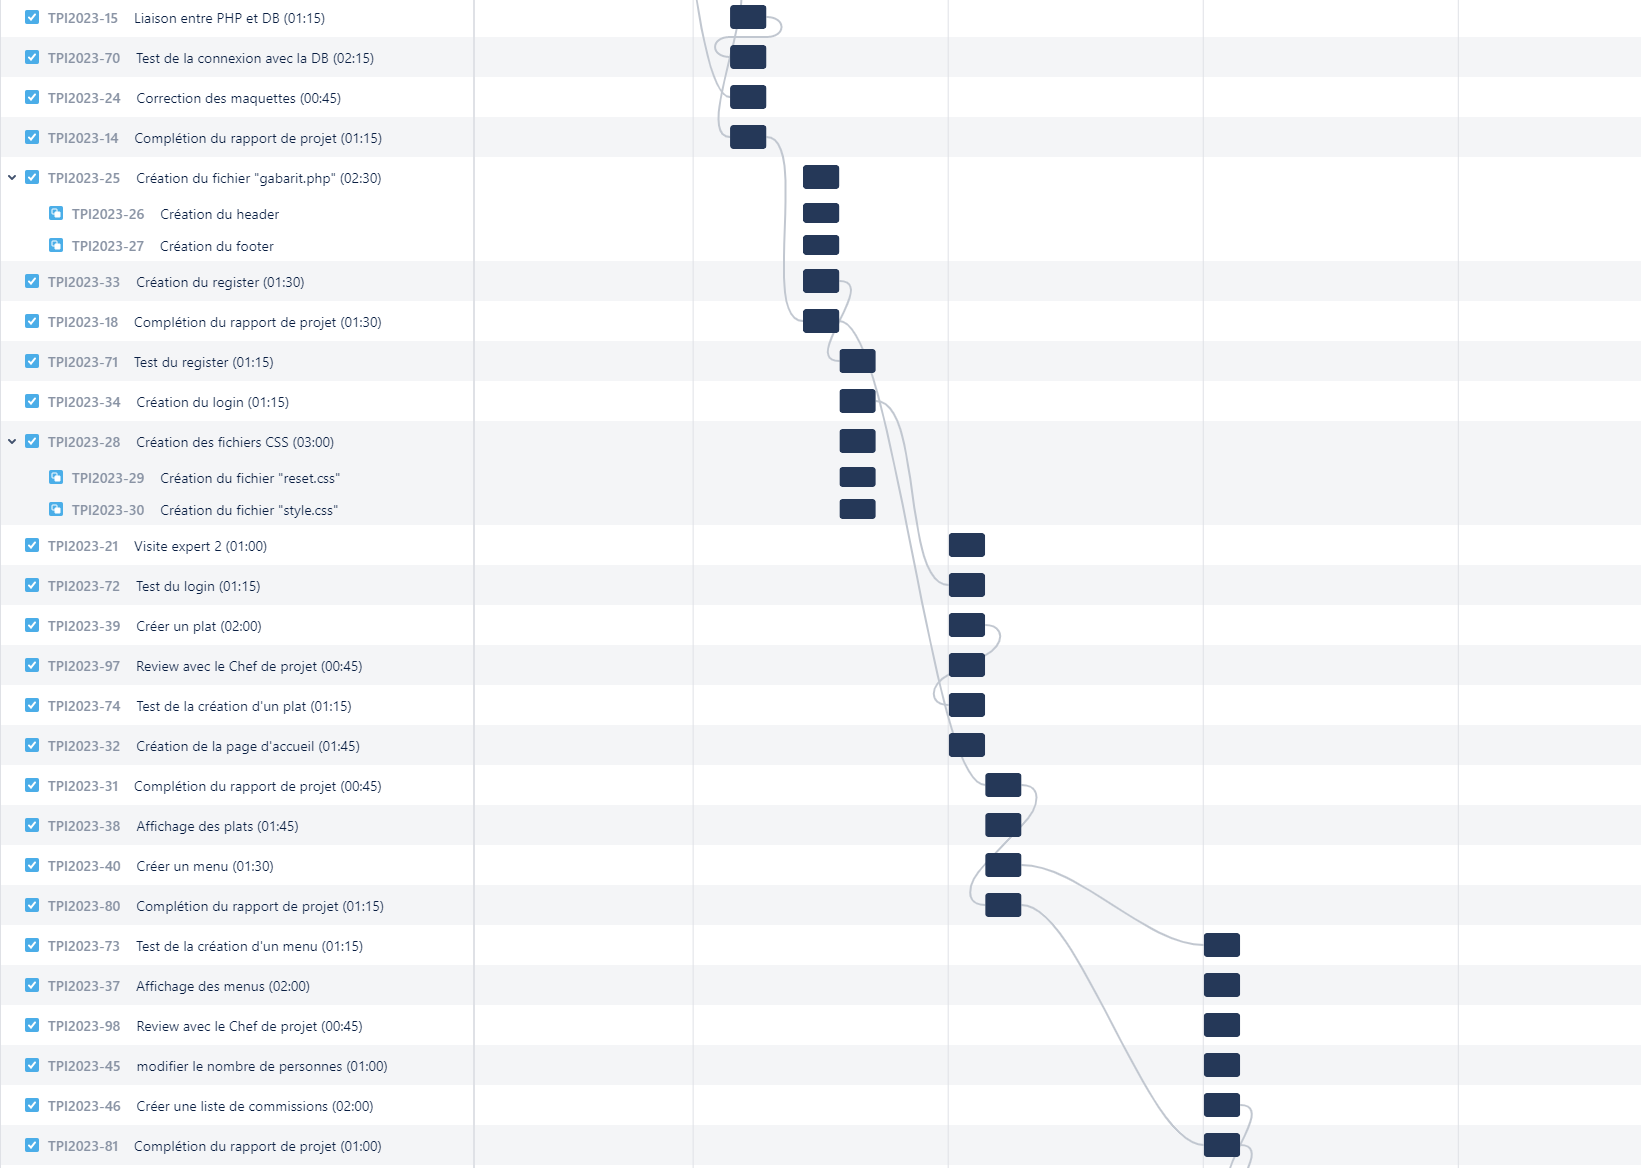 TPI2023-15 Liaison entre PHP et DB (01:15)
TPI2023-70 Test de la connexion avec la DB (02:15)
TPI2023-24 Correction des maquettes (00:45)
TPI2023-14 Complétion du rapport de projet (01:15)
TPI2023-25 Création du fichier "gabarit.php" (02:30)
TPI2023-26 Création du header
TPI2023-27 Création du footer
TPI2023-33 Création du register (01:30)
TPI2023-18 Complétion du rapport de projet (01:30)
TPI2023-71 Test du register (01:15)
TPI2023-34 Création du login (01:15)
TPI2023-28 Création des fichiers CSS (03:00)
TPI2023-29 Création du fichier "reset.css"
TPI2023-30 Création du fichier "style.css"
TPI2023-21 Visite expert 2 (01:00)
TPI2023-72 Test du login (01:15)
TPI2023-39 Créer un plat (02:00)
TPI2023-97 Review avec le Chef de projet (00:45)
TPI2023-74 Test de la création d'un plat (01:15)
TPI2023-32 Création de la page d'accueil (01:45)
TPI2023-31 Complétion du rapport de projet (00:45)
TPI2023-38 Affichage des plats (01:45)
TPI2023-40 Créer un menu (01:30)
TPI2023-80 Complétion du rapport de projet (01:15)
TPI2023-73 Test de la création d'un menu (01:15)
TPI2023-37 Affichage des menus (02:00)
TPI2023-98 Review avec le Chef de projet (00:45)
TPI2023-45 modifier le nombre de personnes (01:00)
TPI2023-46 Créer une liste de commissions (02:00)
TPI2023-81 Complétion du rapport de projet (01:00)